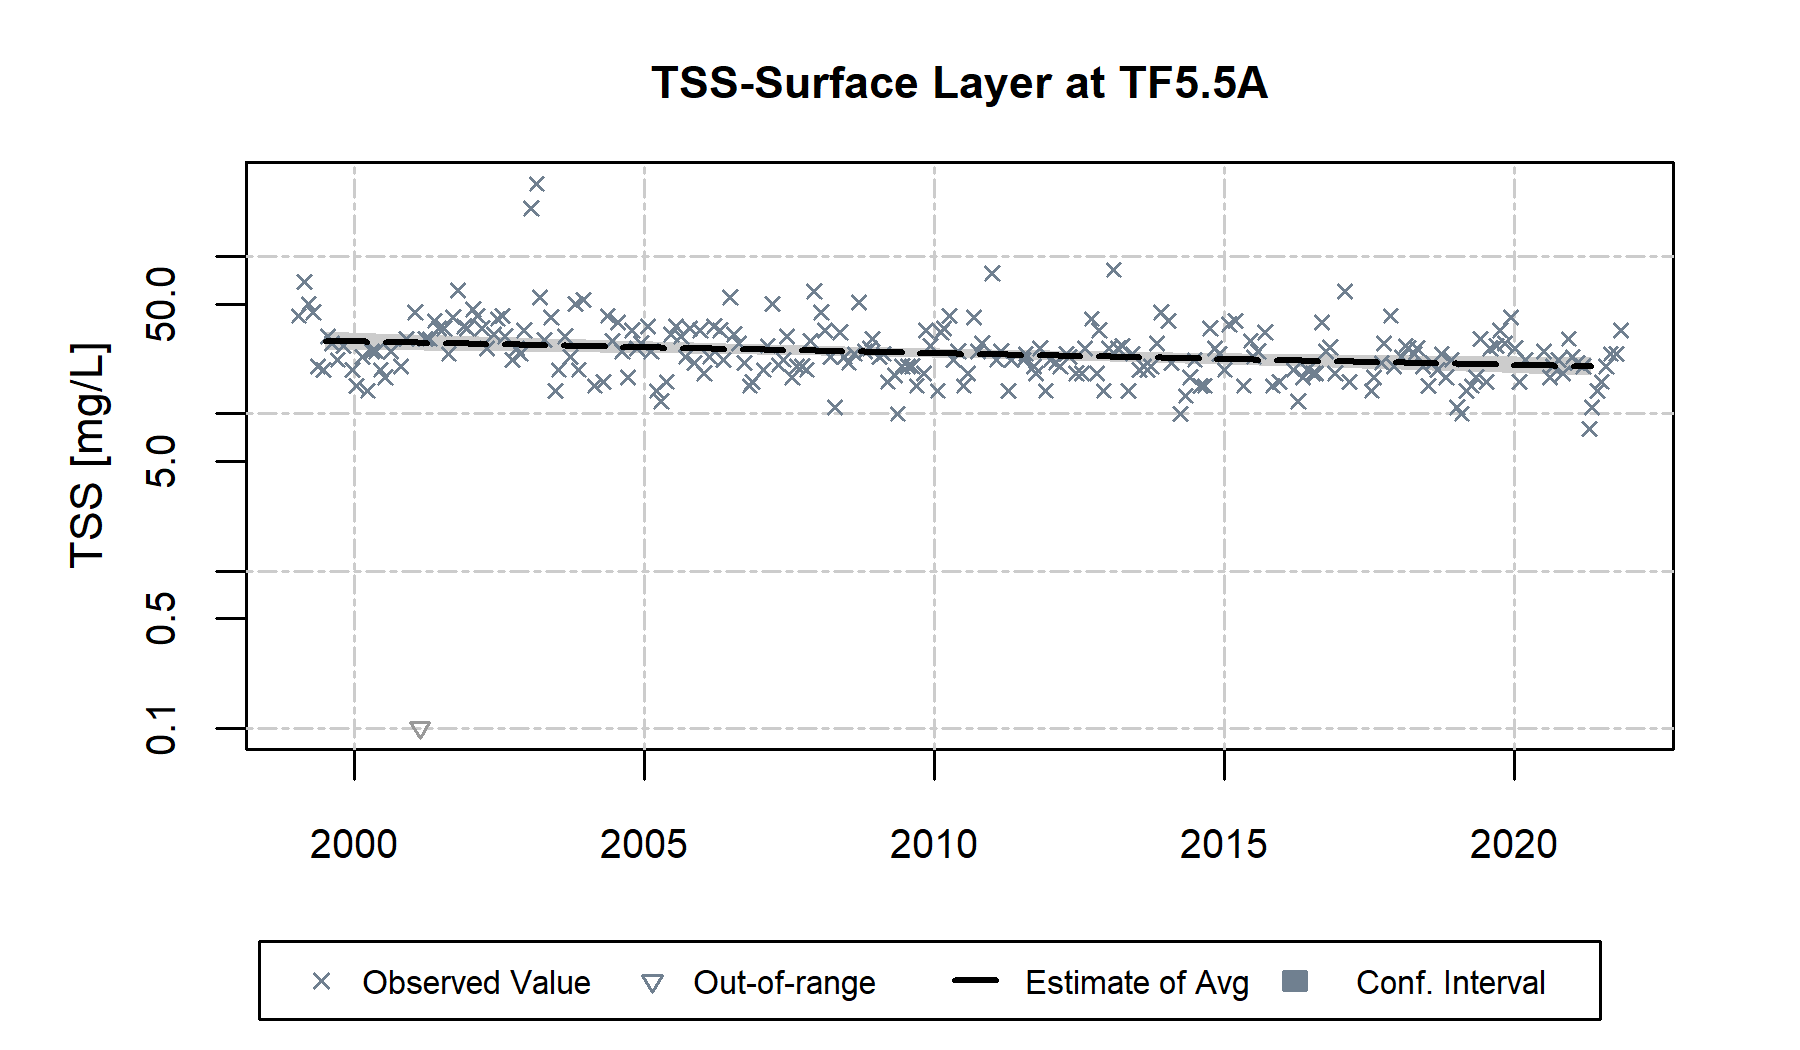 TSS-Surface Layer at TF5.5A
TSS [mg/L]
50.0
5.0
0.5
0.1
2000 2005 2010 2015 2020
Observed Value Out-of-range Estimate of Avg Conf. Interval